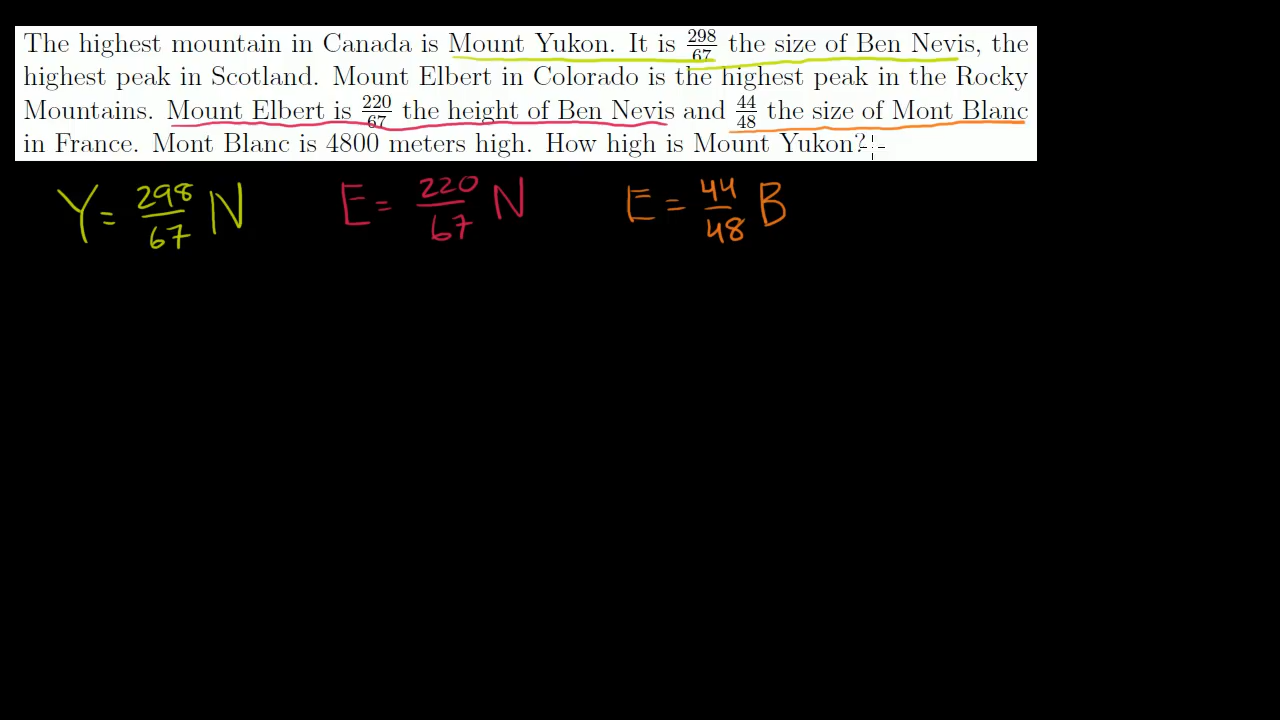 The highest mountain in Canada is Mount Yukon. It is 298/67 the size of Ben Nevis, the
highest peak in Scotland. Mount Elbert in Colorado is the highest peak in the Rocky
Mountains. Mount Elbert is 220/67 the height of Ben Nevis and 44/48 the size of Mont Blanc
in France. Mont Blanc is 4800 meters high. How high is Mount Yukon?
Y = 298/67 N E = 220/67 N E = 44/48 B